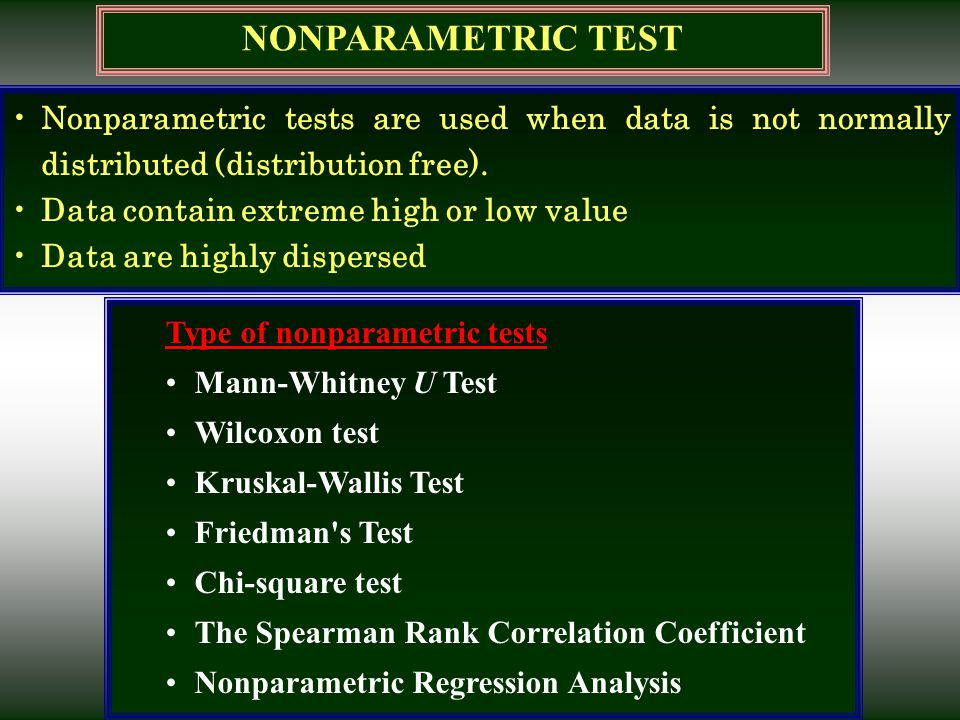 NONPARAMETRIC TEST
• Nonparametric tests are used when data is not normally
distributed (distribution free).
• Data contain extreme high or low value
• Data are highly dispersed
Type of nonparametric tests
• Mann-Whitney U Test
• Wilcoxon test
• Kruskal-Wallis Test
• Friedman's Test
• Chi-square test
• The Spearman Rank Correlation Coefficient
• Nonparametric Regression Analysis